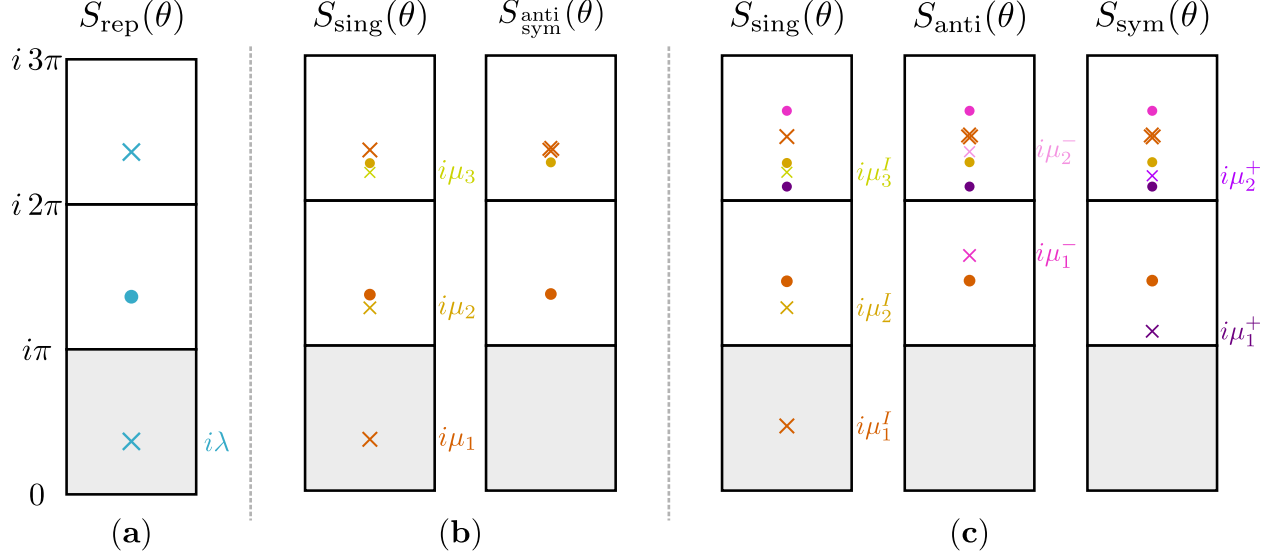 S_rep(θ) S_sing(θ) S_anti sym(θ) S_sing(θ) S_anti(θ) S_sym(θ)
i 3π
iμ_2^-
iμ_3 iμ_3^I iμ_2^+
i 2π
iμ_1^-
iμ_2 iμ_2^I
iπ iμ_1^+
iλ iμ_1 iμ_1^I
0
(a) (b) (c)